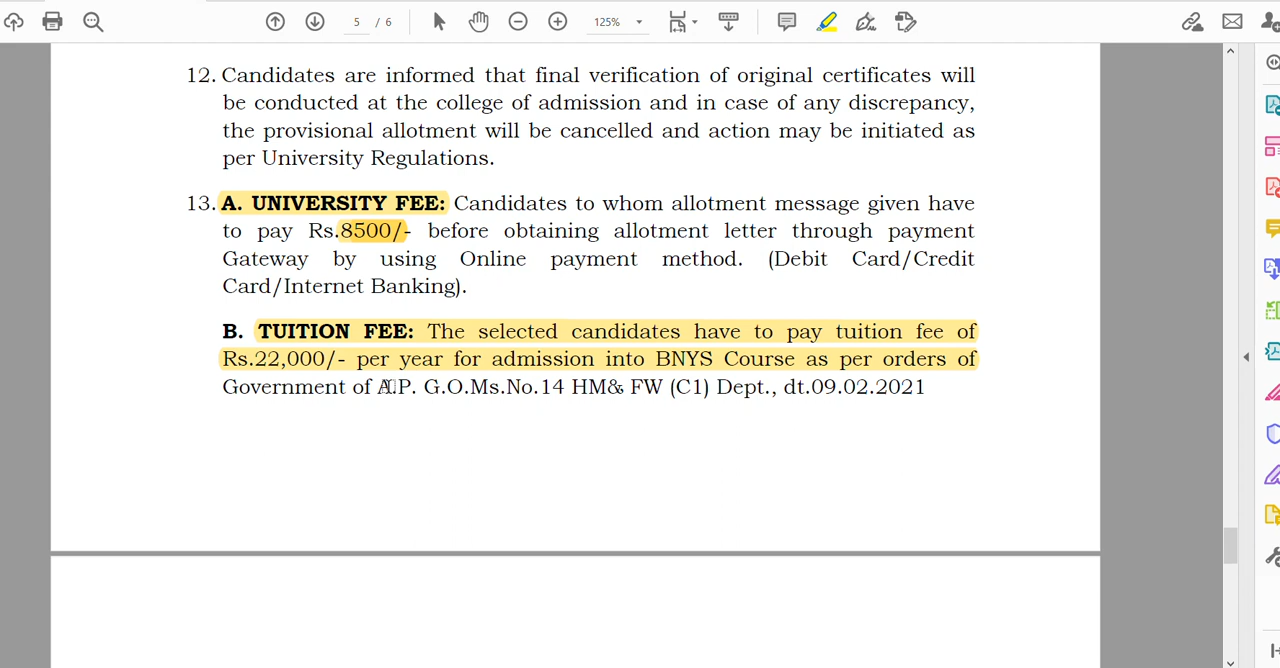 5 / 6
125%
12. Candidates are informed that final verification of original certificates will
be conducted at the college of admission and in case of any discrepancy,
the provisional allotment will be cancelled and action may be initiated as
per University Regulations.
13. A. UNIVERSITY FEE: Candidates to whom allotment message given have
to pay Rs.8500/- before obtaining allotment letter through payment
Gateway by using Online payment method. (Debit Card/Credit
Card/Internet Banking).
B. TUITION FEE: The selected candidates have to pay tuition fee of
Rs.22,000/- per year for admission into BNYS Course as per orders of
Government of A.P. G.O.Ms.No.14 HM& FW (C1) Dept., dt.09.02.2021